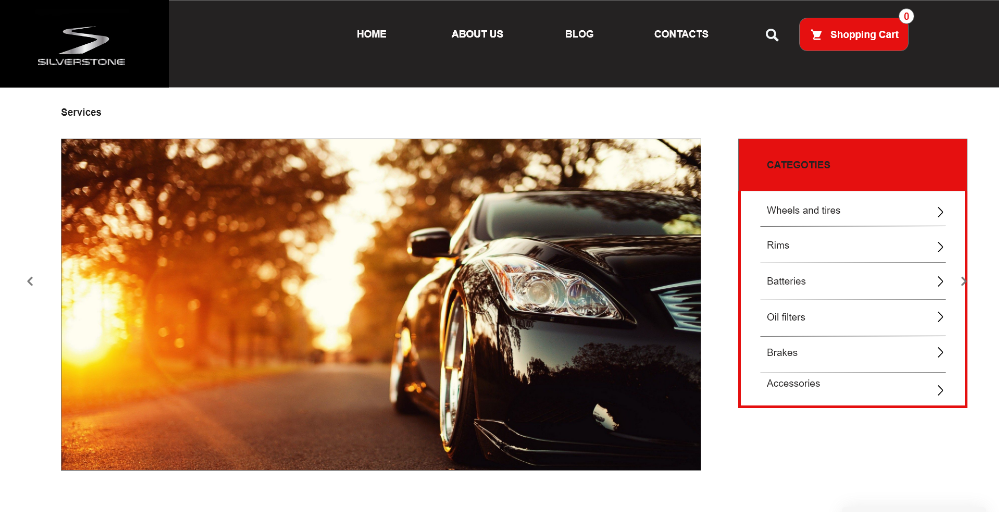 SILVERSTONE
HOME
ABOUT US
BLOG
CONTACTS
0
Shopping Cart
Services
CATEGOTIES
Wheels and tires
Rims
Batteries
Oil filters
Brakes
Accessories